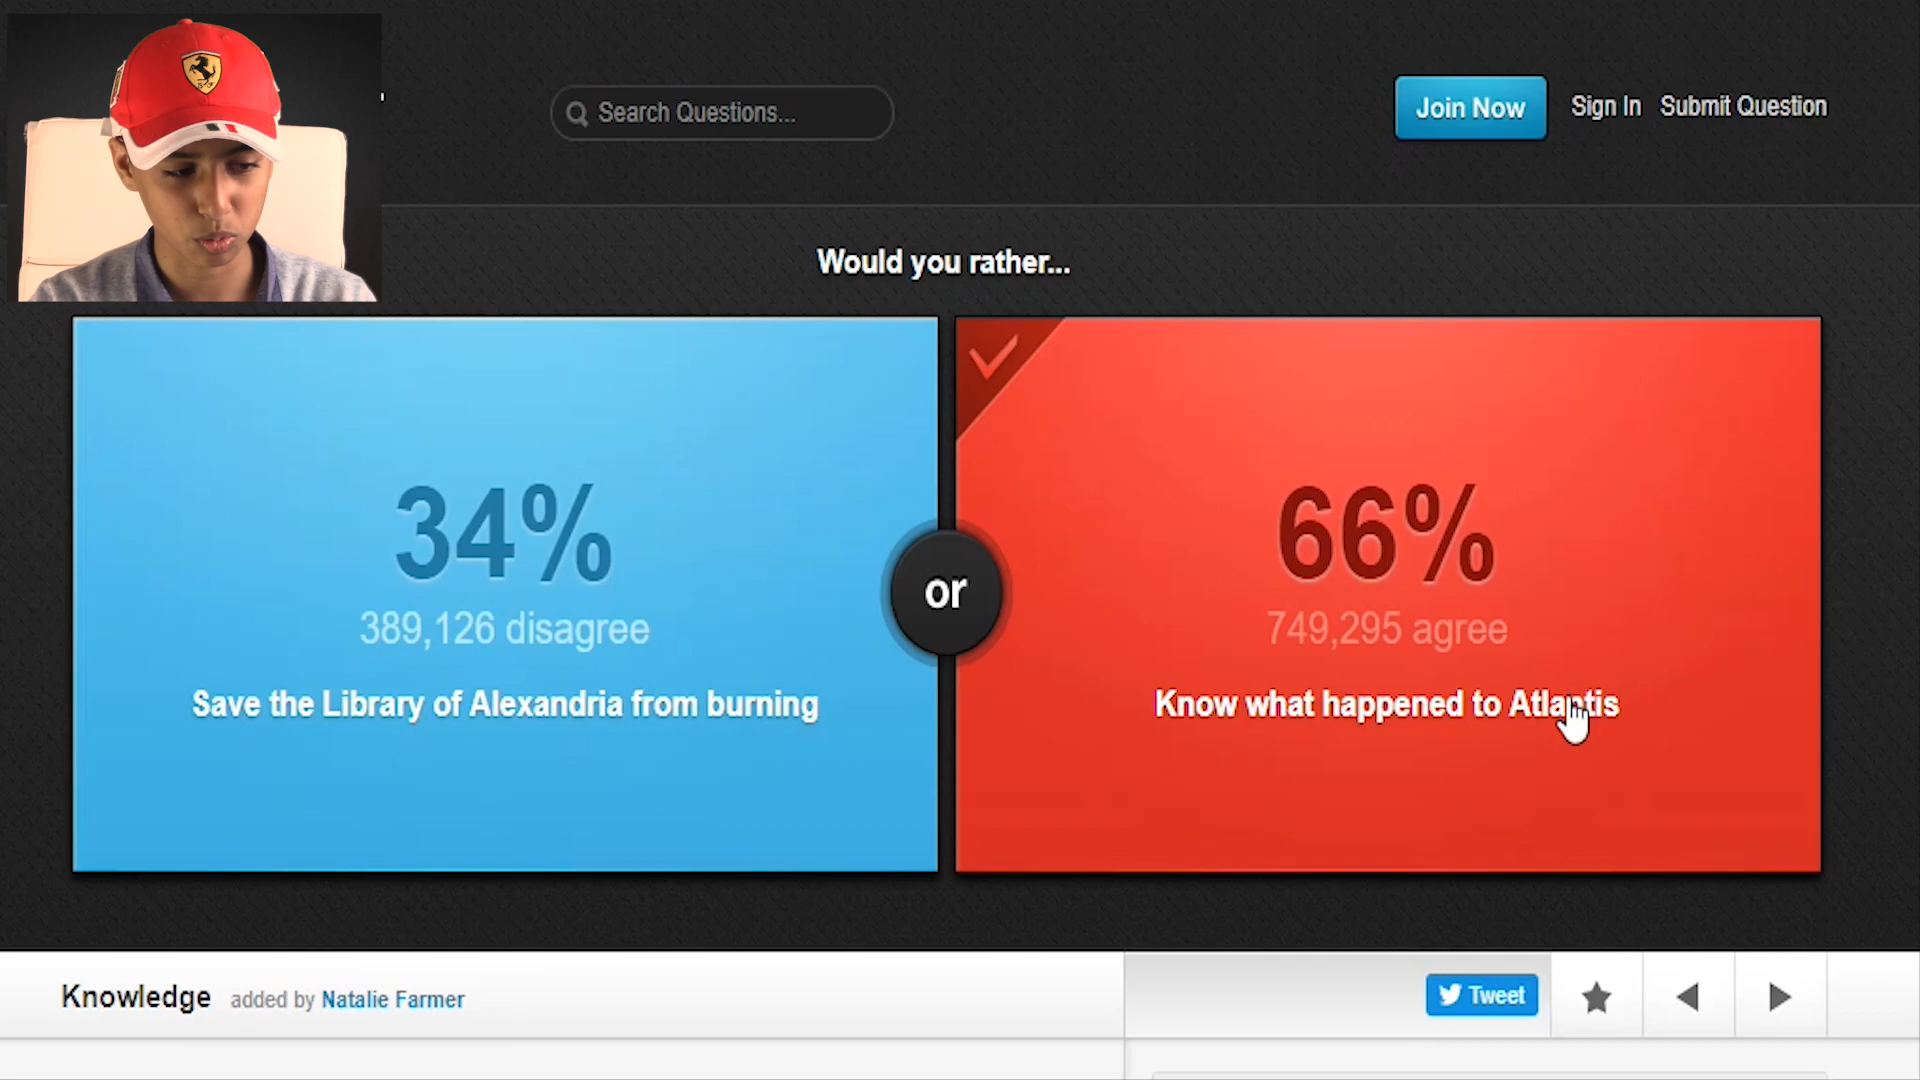 Search Questions...
Join Now
Sign In
Submit Question
Would you rather...
34%
389,126 disagree
Save the Library of Alexandria from burning
or
66%
749,295 agree
Know what happened to Atlantis
Knowledge added by Natalie Farmer
Tweet